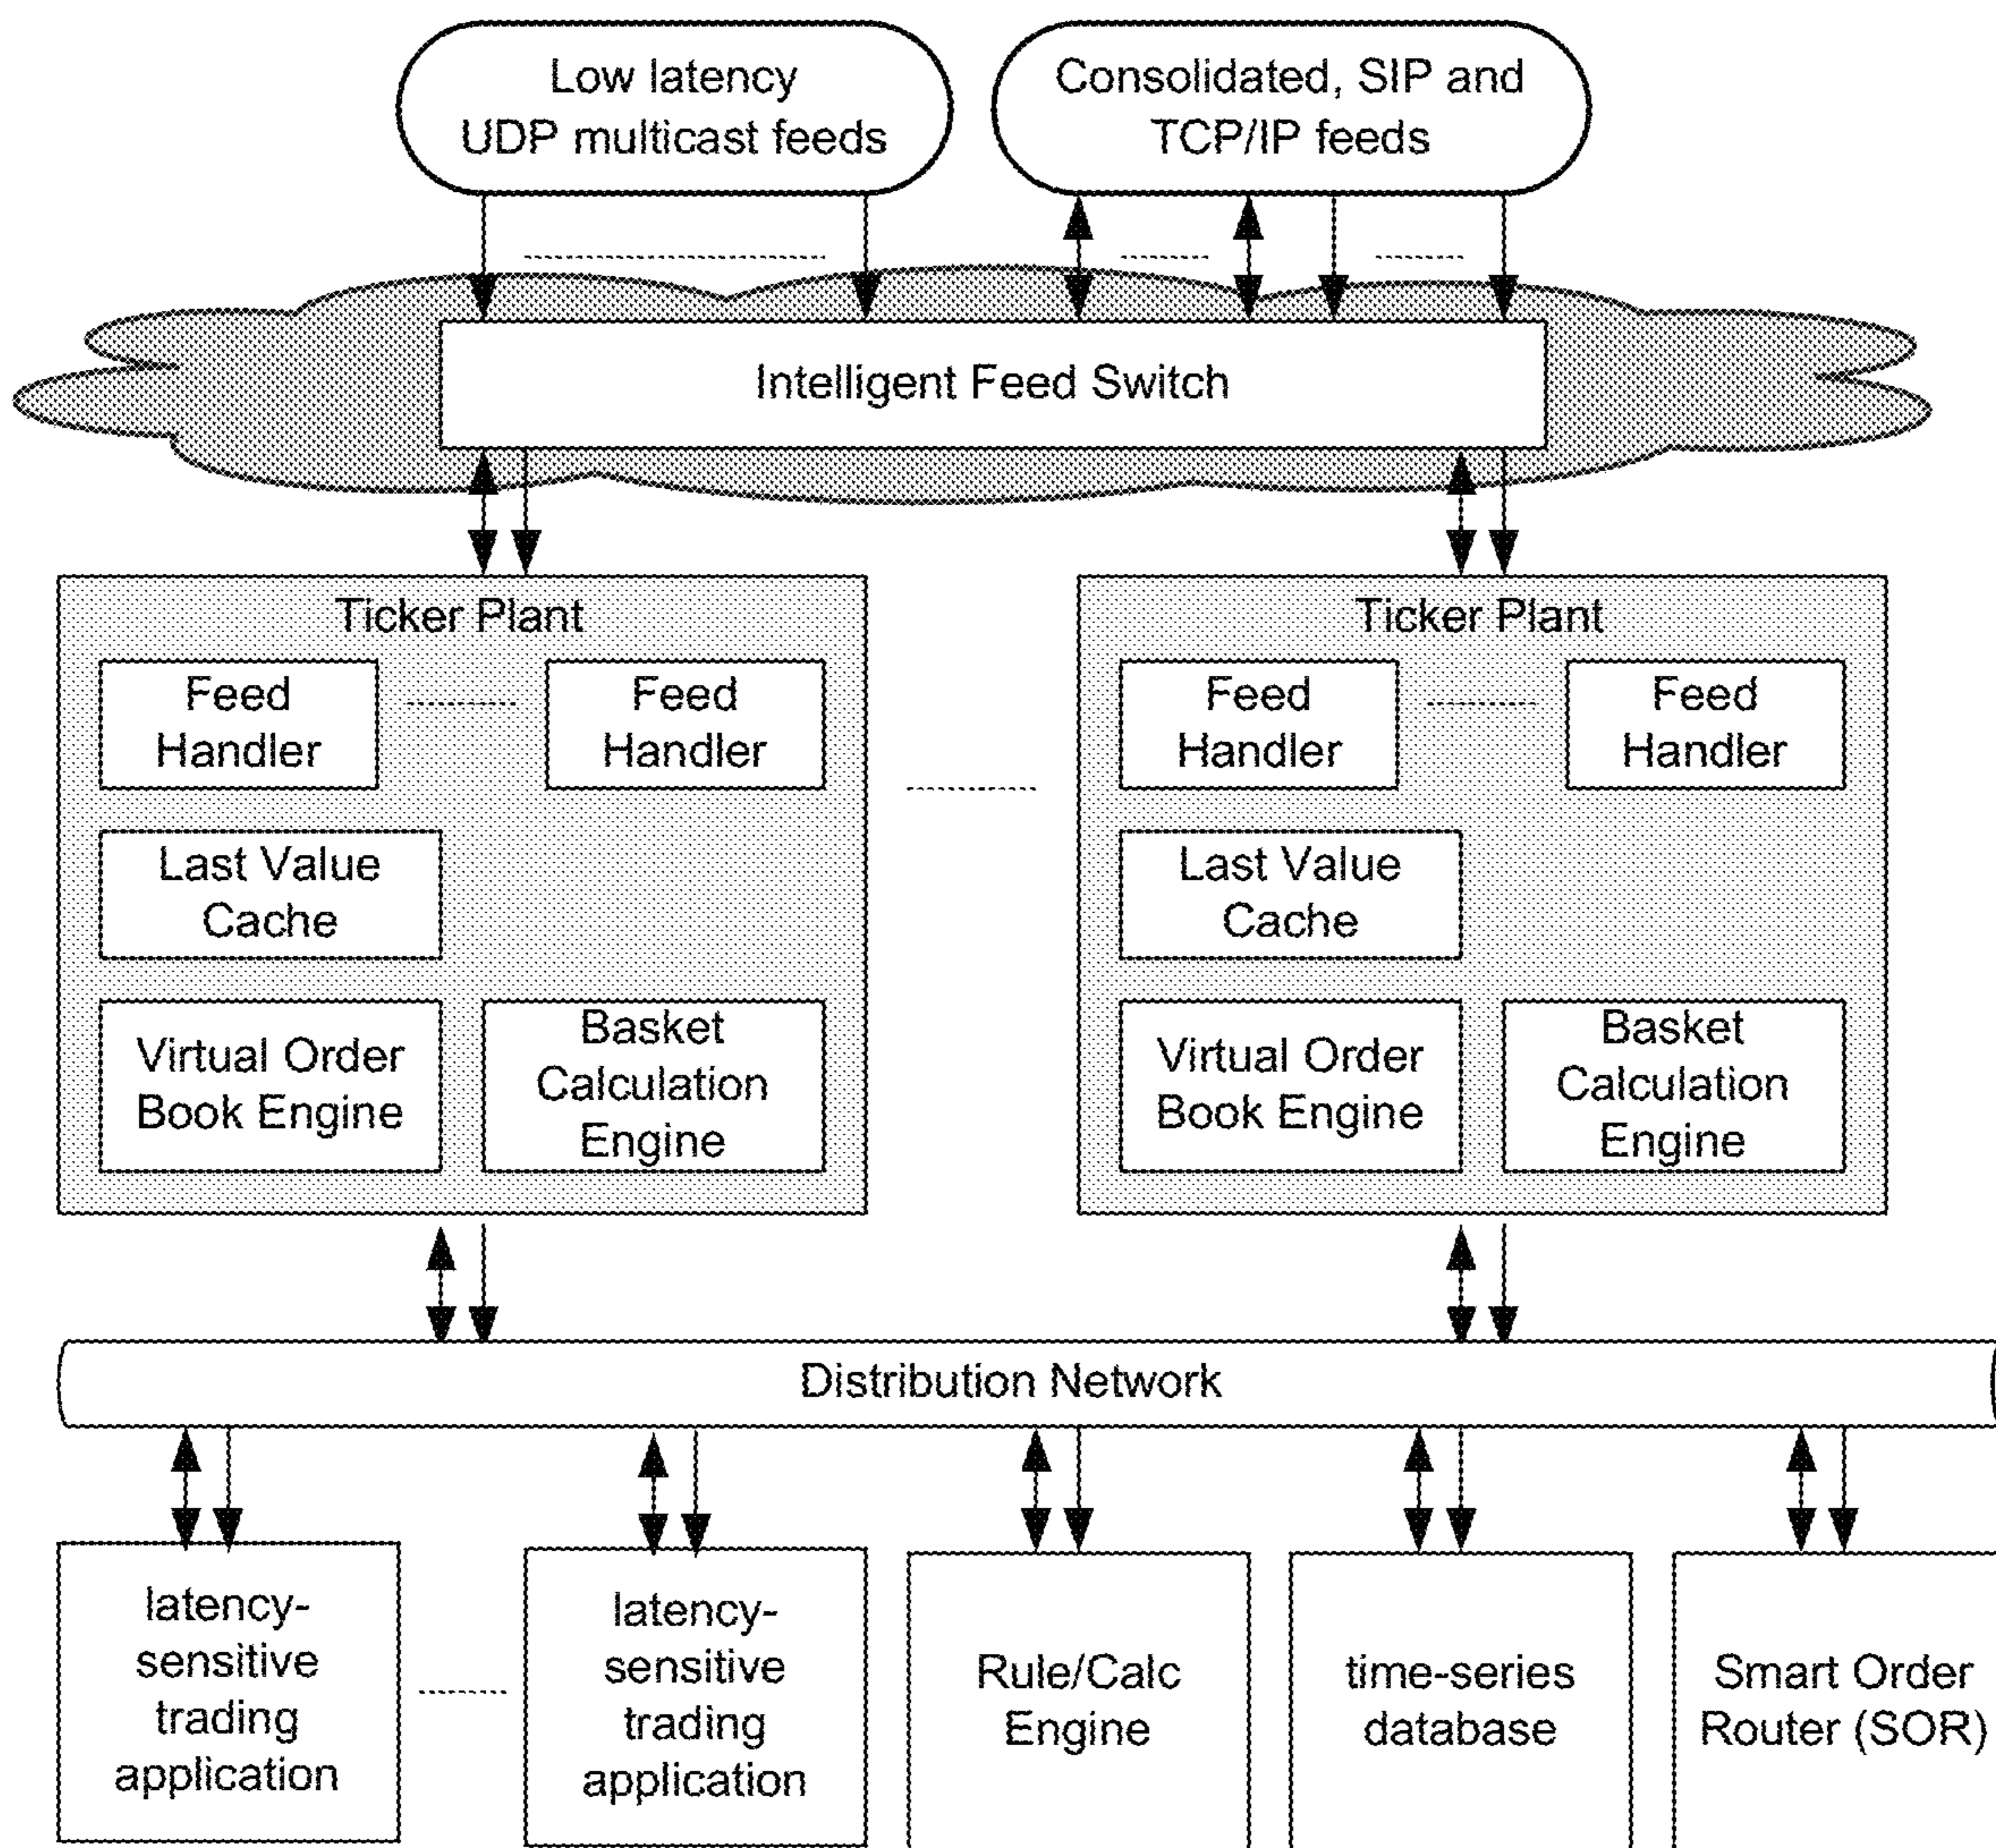 Low latency
UDP multicast feeds
Consolidated, SIP and
TCP/IP feeds
Intelligent Feed Switch
Ticker Plant
Feed
Handler
Feed
Handler
Last Value
Cache
Virtual Order
Book Engine
Basket
Calculation
Engine
Ticker Plant
Feed
Handler
Feed
Handler
Last Value
Cache
Virtual Order
Book Engine
Basket
Calculation
Engine
Distribution Network
latency-
sensitive
trading
application
latency-
sensitive
trading
application
Rule/Calc
Engine
time-series
database
Smart Order
Router (SOR)